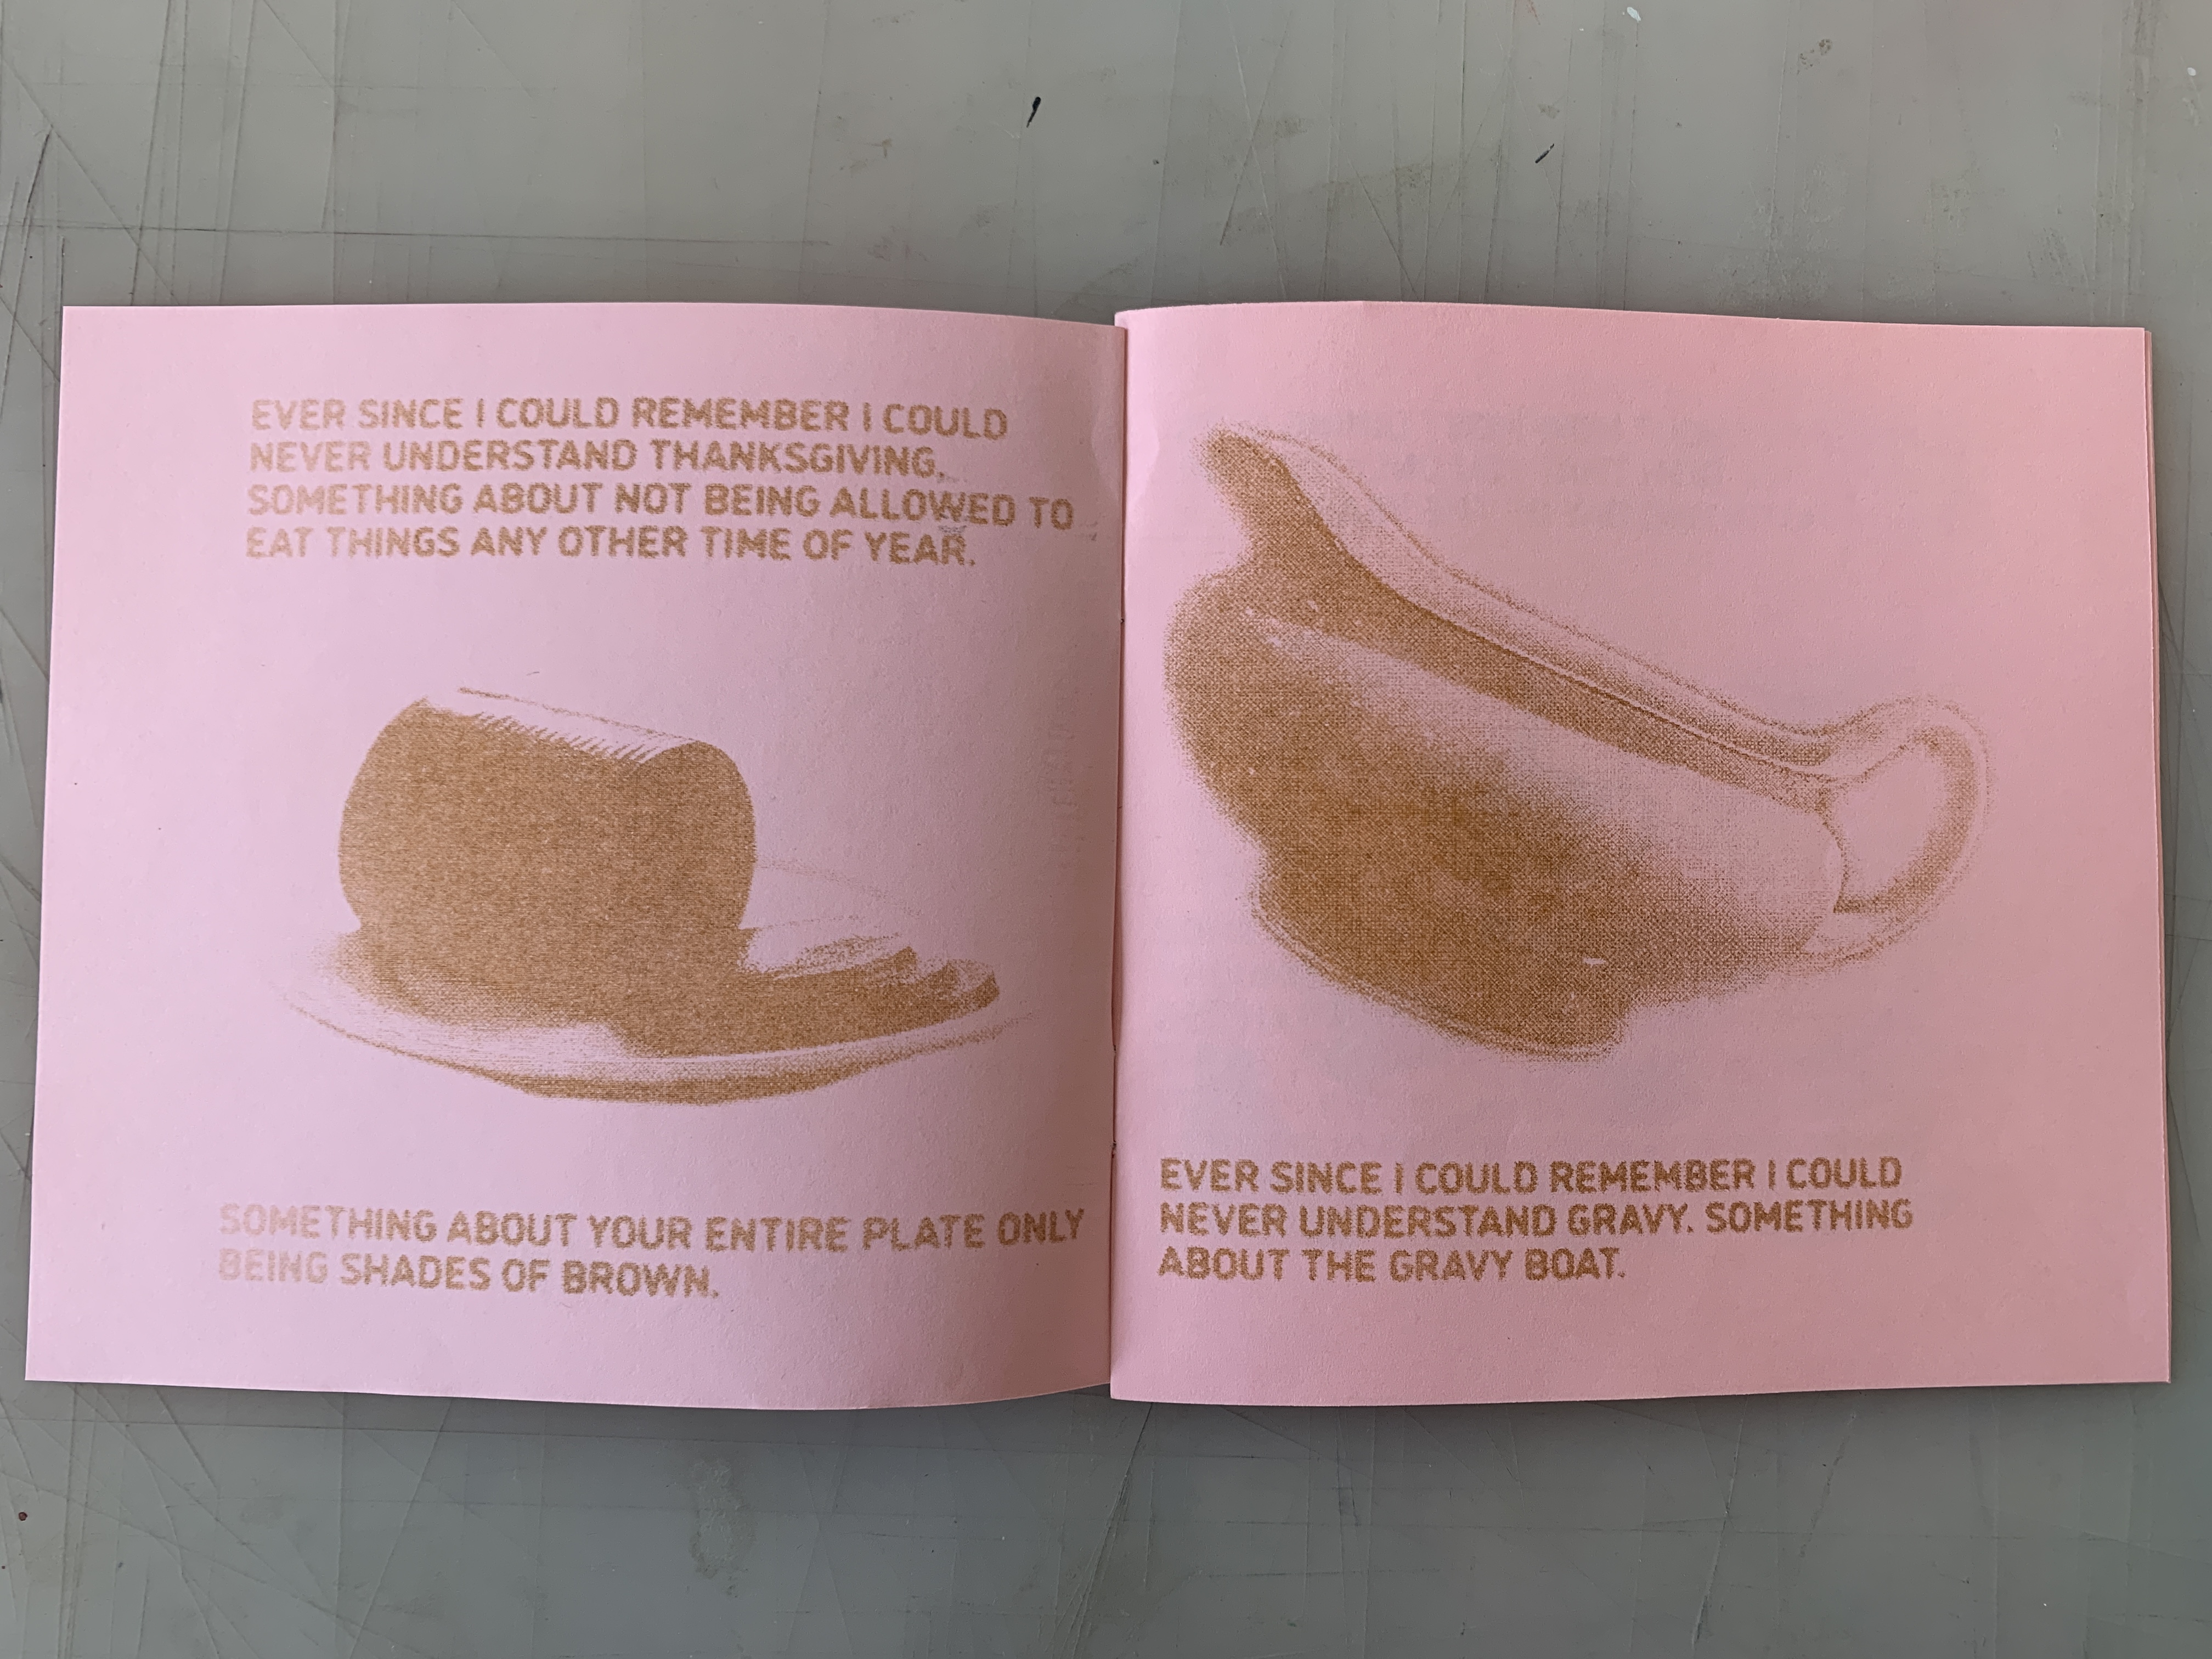 EVER SINCE I COULD REMEMBER I COULD
NEVER UNDERSTAND THANKSGIVING.
SOMETHING ABOUT NOT BEING ALLOWED TO
EAT THINGS ANY OTHER TIME OF YEAR.
SOMETHING ABOUT YOUR ENTIRE PLATE ONLY
BEING SHADES OF BROWN.
EVER SINCE I COULD REMEMBER I COULD
NEVER UNDERSTAND GRAVY. SOMETHING
ABOUT THE GRAVY BOAT.